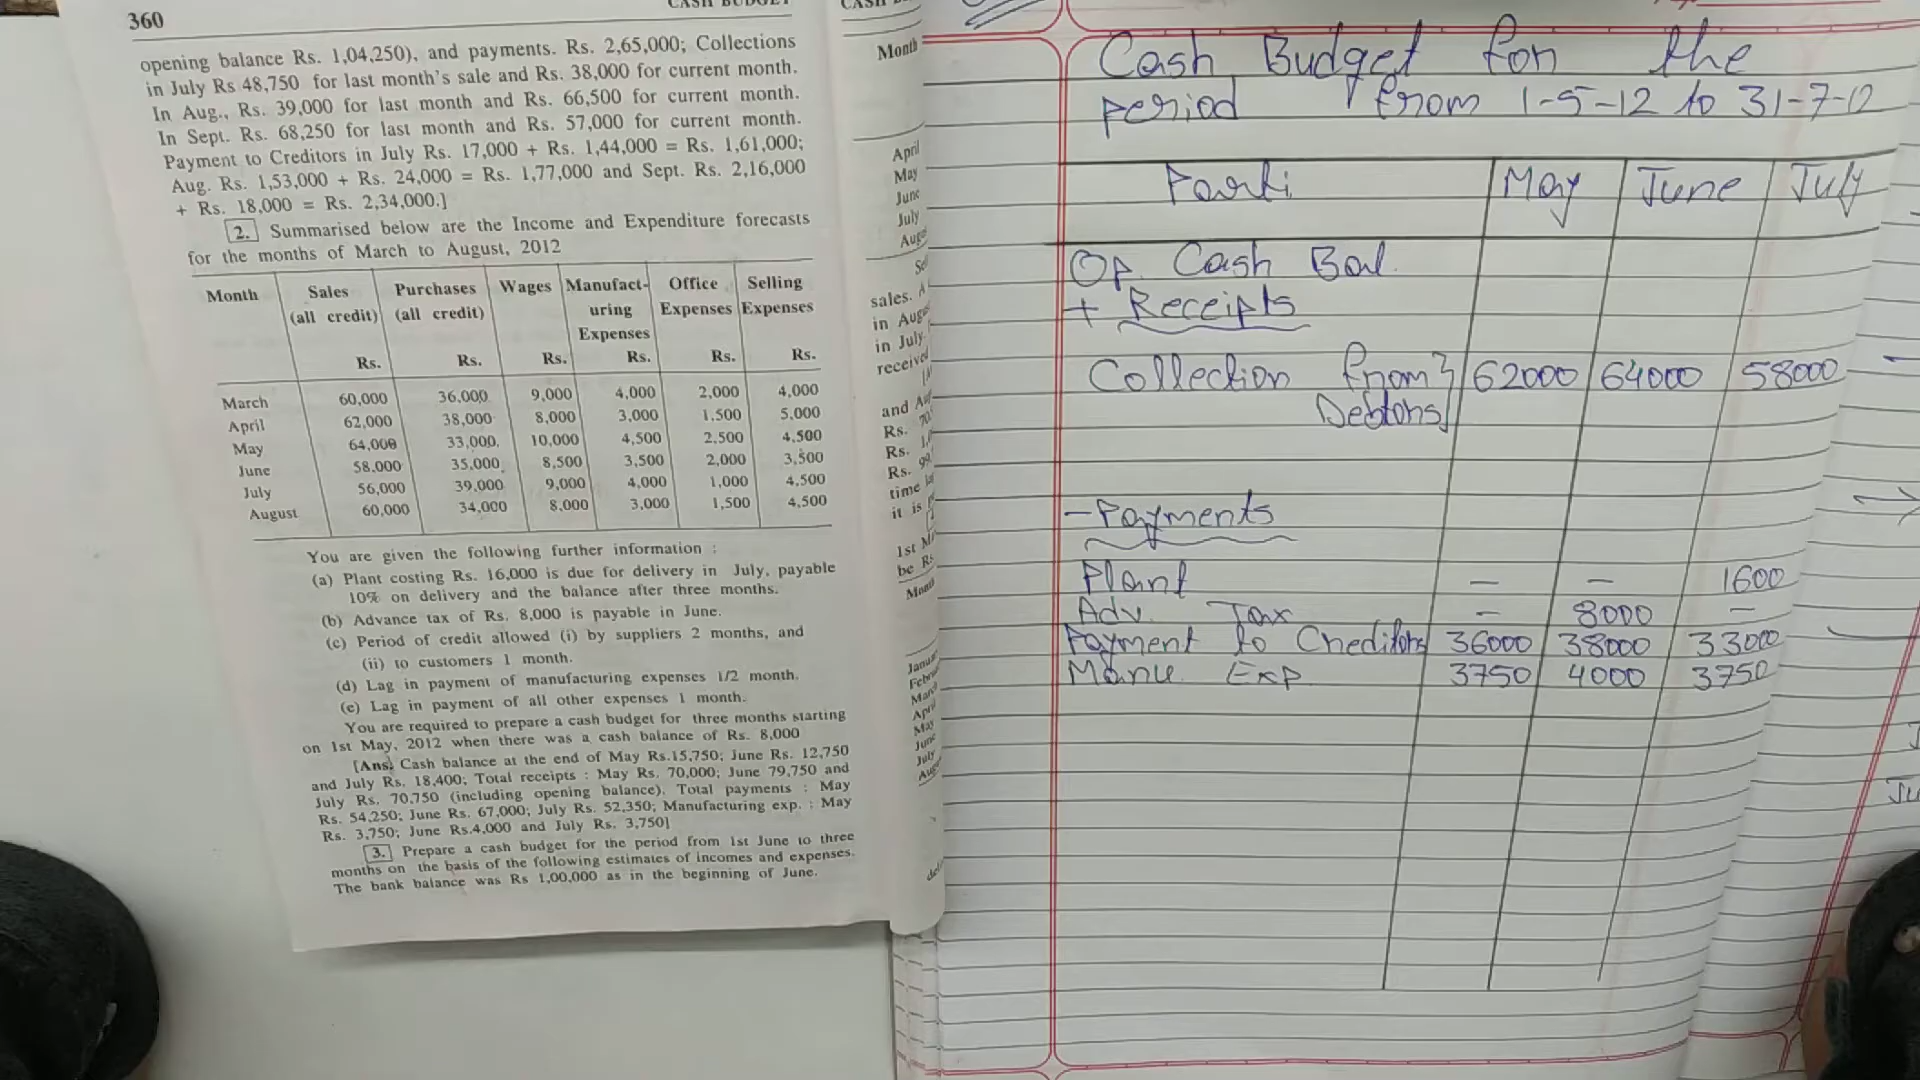 360
CASH BUDGET
opening balance Rs. 1,04,250), and payments. Rs. 2,65,000; Collections
in July Rs 48,750 for last month's sale and Rs. 38,000 for current month.
In Aug., Rs. 39,000 for last month and Rs. 66,500 for current month.
In Sept. Rs. 68,250 for last month and Rs. 57,000 for current month.
Payment to Creditors in July Rs. 17,000 + Rs. 1,44,000 = Rs. 1,61,000;
Aug. Rs. 1,53,000 + Rs. 24,000 = Rs. 1,77,000 and Sept. Rs. 2,16,000
+ Rs. 18,000 = Rs. 2,34,000.]
2. Summarised below are the Income and Expenditure forecasts
for the months of March to August, 2012
Month Sales Purchases Wages Manufact- Office Selling
(all credit) (all credit) uring Expenses Expenses
Expenses
Rs. Rs. Rs. Rs. Rs. Rs.
March 60,000 36,000 9,000 4,000 2,000 4,000
April 62,000 38,000 8,000 3,000 1,500 5,000
May 64,000 33,000 10,000 4,500 2,500 4,500
June 58,000 35,000 8,500 3,500 2,000 3,500
July 56,000 39,000 9,000 4,000 1,000 4,500
August 60,000 34,000 8,000 3,000 1,500 4,500
You are given the following further information :
(a) Plant costing Rs. 16,000 is due for delivery in July, payable
10% on delivery and the balance after three months.
(b) Advance tax of Rs. 8,000 is payable in June.
(c) Period of credit allowed (i) by suppliers 2 months, and
(ii) to customers 1 month.
(d) Lag in payment of manufacturing expenses 1/2 month.
(e) Lag in payment of all other expenses 1 month.
You are required to prepare a cash budget for three months starting
on 1st May, 2012 when there was a cash balance of Rs. 8,000
[Ans. Cash balance at the end of May Rs.15,750; June Rs. 12,750
and July Rs. 18,400; Total receipts : May Rs. 70,000; June 79,750 and
July Rs. 70,750 (including opening balance). Total payments : May
Rs. 54,250; June Rs. 67,000; July Rs. 52,350; Manufacturing exp. : May
Rs. 3,750; June Rs.4,000 and July Rs. 3,750]
3. Prepare a cash budget for the period from 1st June to three
months on the basis of the following estimates of incomes and expenses.
The bank balance was Rs 1,00,000 as in the beginning of June.
Month
April
May
June
July
sales.
in July
received
Rs.
Rs.
Rs.
time
it is
be Rs
Cash Budget for the
period from 1-5-12 to 31-7-12
Parti May June July
Op. Cash Bal.
+ Receipts
Collection from 62000 64000 58000
Debtors
- Payments
Plant — — 1600
Adv. Tax — 8000 —
Payment to Creditors 36000 38000 33000
Manu. Exp 3750 4000 3750